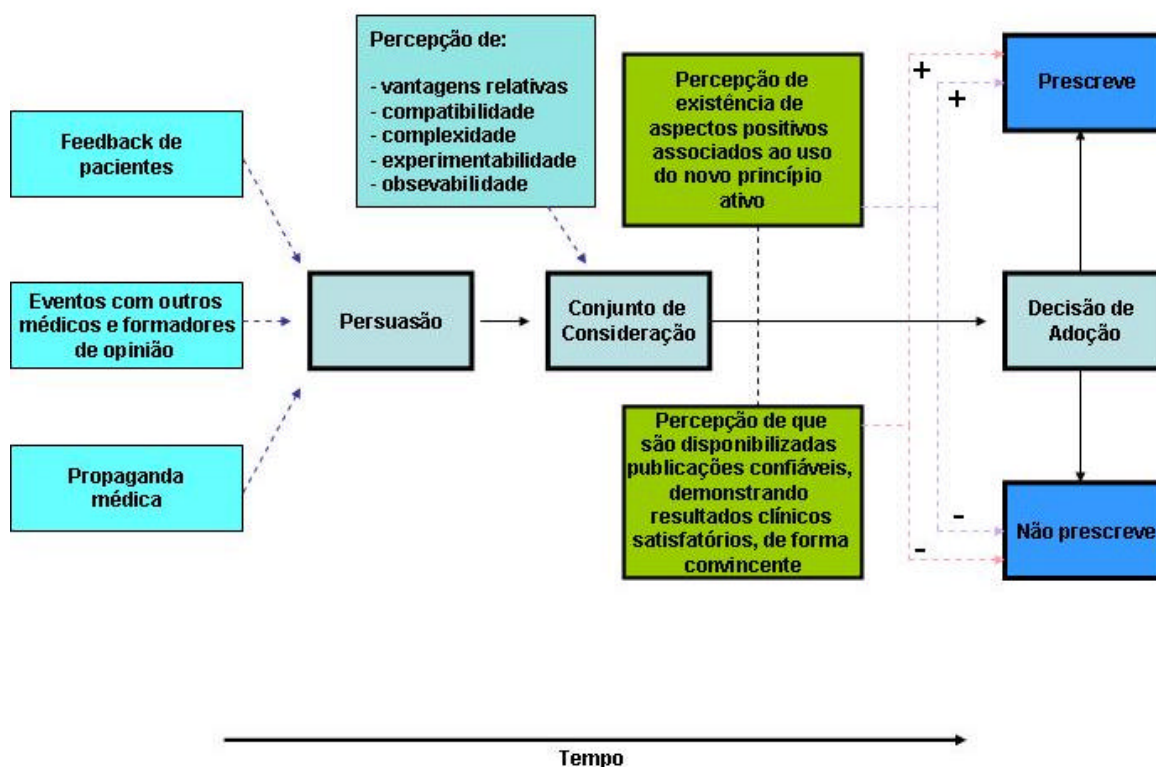 Percepção de:
- vantagens relativas
- compatibilidade
- complexidade
- experimentabilidade
- obsevabilidade
Feedback de
pacientes
Eventos com outros
médicos e formadores
de opinião
Propaganda
médica
Persuasão
Conjunto de
Consideração
Percepção de
existência de
aspectos positivos
associados ao uso
do novo princípio
ativo
Percepção de que
são disponibilizadas
publicações confiáveis,
demonstrando
resultados clínicos
satisfatórios, de forma
convincente
+
+
-
-
Prescreve
Decisão de
Adoção
Não prescreve
Tempo